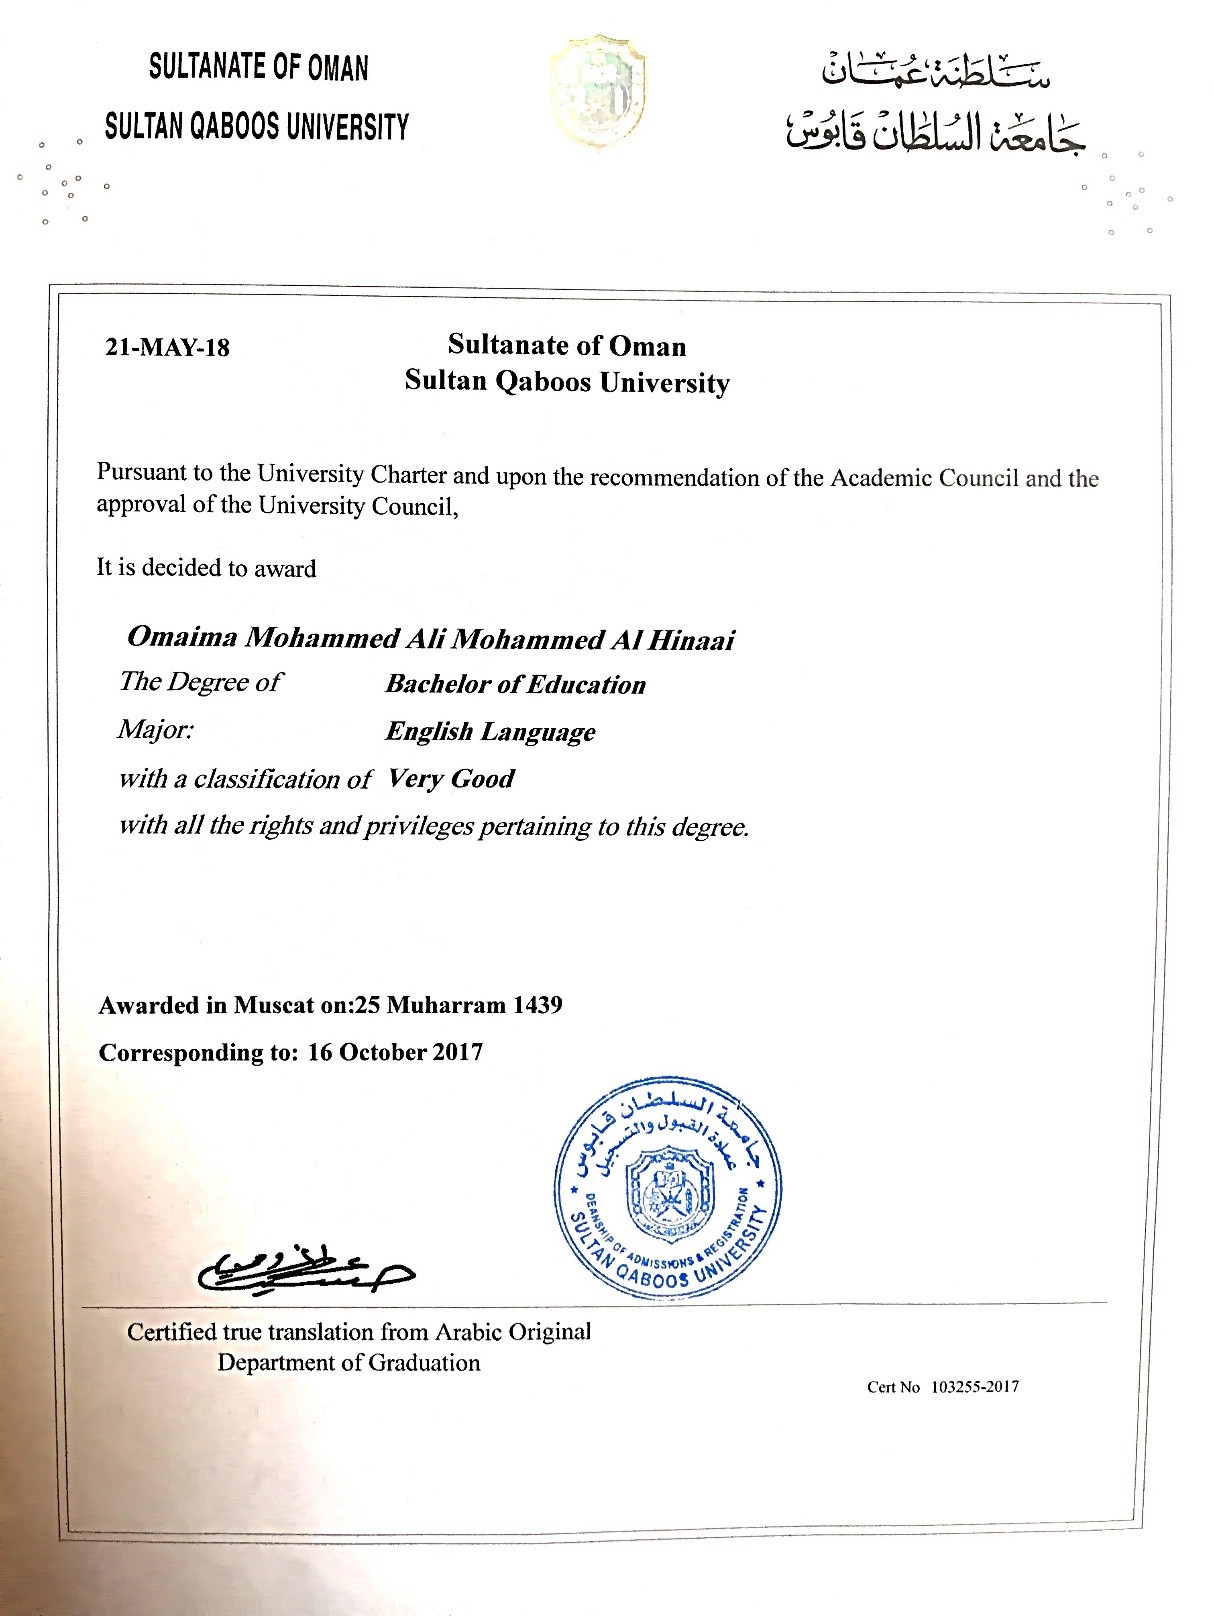 SULTANATE OF OMAN
SULTAN QABOOS UNIVERSITY
سلطنة عُمان
جامعة السلطان قابوس
21-MAY-18
Sultanate of Oman
Sultan Qaboos University
Pursuant to the University Charter and upon the recommendation of the Academic Council and the
approval of the University Council,
It is decided to award
Omaima Mohammed Ali Mohammed Al Hinaai
The Degree of Bachelor of Education
Major: English Language
with a classification of Very Good
with all the rights and privileges pertaining to this degree.
Awarded in Muscat on:25 Muharram 1439
Corresponding to: 16 October 2017
جامعة السلطان قابوس
عمادة القبول والتسجيل
DEANSHIP OF ADMISSIONS & REGISTRATION
SULTAN QABOOS UNIVERSITY
Certified true translation from Arabic Original
Department of Graduation
Cert No 103255-2017